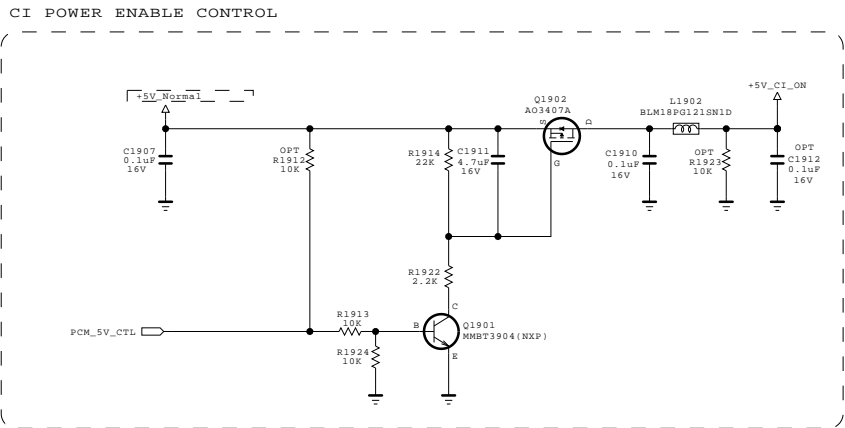 CI POWER ENABLE CONTROL
+5V_Normal
+5V_CI_ON
Q1902
AO3407A
L1902
BLM18PG121SN1D
S
D
G
C1907
0.1uF
16V
OPT
R1912
10K
R1914
22K
C1911
4.7uF
16V
C1910
0.1uF
16V
OPT
R1923
10K
OPT
C1912
0.1uF
16V
R1922
2.2K
PCM_5V_CTL
R1913
10K
R1924
10K
B
C
E
Q1901
MMBT3904(NXP)